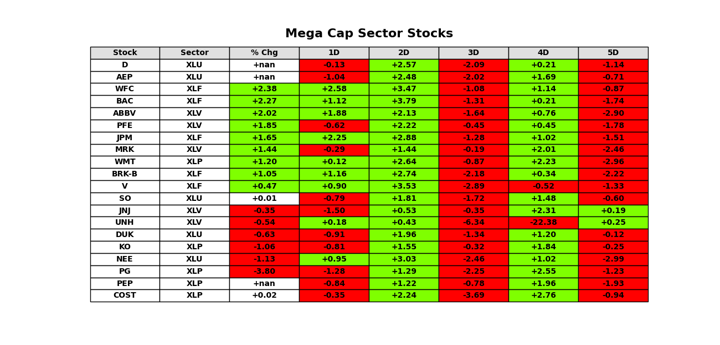 Mega Cap Sector Stocks
Stock Sector % Chg 1D 2D 3D 4D 5D
D XLU +nan -0.13 +2.57 -2.09 +0.21 -1.14
AEP XLU +nan -1.04 +2.48 -2.02 +1.69 -0.71
WFC XLF +2.38 +2.58 +3.47 -1.08 +1.14 -0.87
BAC XLF +2.27 +1.12 +3.79 -1.31 +0.21 -1.74
ABBV XLV +2.02 +1.88 +2.13 -1.64 +0.76 -2.90
PFE XLV +1.85 -0.62 +2.22 -0.45 +0.45 -1.78
JPM XLF +1.65 +2.25 +2.88 -1.26 +1.02 -1.51
MRK XLV +1.44 -0.29 +1.44 -0.19 +2.01 -2.46
WMT XLP +1.20 +0.12 +2.64 -0.67 +2.23 -2.96
BRK-B XLF +1.05 +1.16 +2.74 -2.18 +0.34 -2.22
V XLF +0.47 +0.90 +3.53 -2.89 -0.52 -1.33
SO XLU +0.01 -0.79 +1.81 -1.72 +1.48 -0.60
JNJ XLV -0.35 -1.50 +0.53 -0.35 +2.31 +0.19
UNH XLV -0.54 +0.18 +0.43 -6.34 -22.38 +0.25
DUK XLU -0.63 -0.91 +1.96 -1.34 +1.20 -0.12
KO XLP -1.06 -0.81 +1.55 -0.32 +1.84 -0.25
NEE XLU -1.13 +0.95 +3.03 -2.46 +1.02 -2.99
PG XLP -3.80 -1.28 +1.29 -2.25 +2.55 -1.23
PEP XLP +nan -0.84 +1.22 -0.78 +1.96 -1.93
COST XLP +0.02 -0.35 +2.24 -3.69 +2.76 -0.94